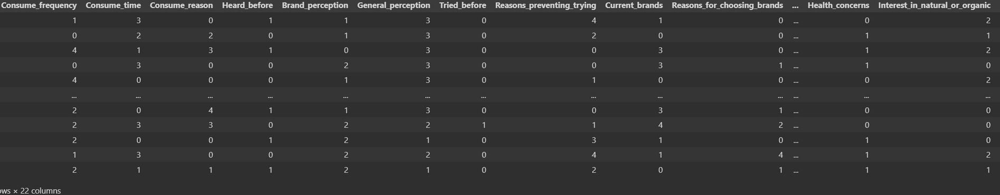 Consume_frequency Consume_time Consume_reason Heard_before Brand_perception General_perception Tried_before Reasons_preventing_trying Current_brands Reasons_for_choosing_brands ... Health_concerns Interest_in_natural_or_organic
1 3 0 1 1 3 0 4 1 0 ... 0 2
0 2 2 0 1 3 0 2 0 0 ... 1 1
4 1 3 1 0 3 0 0 3 0 ... 1 2
0 3 0 0 2 3 0 0 3 1 ... 1 0
4 0 0 0 1 3 0 1 0 0 ... 0 2
... ... ... ... ... ... ... ... ... ... ... ... ...
2 0 4 1 1 3 0 0 3 1 ... 0 0
2 3 3 0 2 2 1 1 4 2 ... 0 0
2 0 0 1 2 1 0 3 1 0 ... 1 0
1 3 0 0 2 2 0 4 1 4 ... 1 2
2 1 1 1 2 1 0 2 0 1 ... 1 1
ows × 22 columns